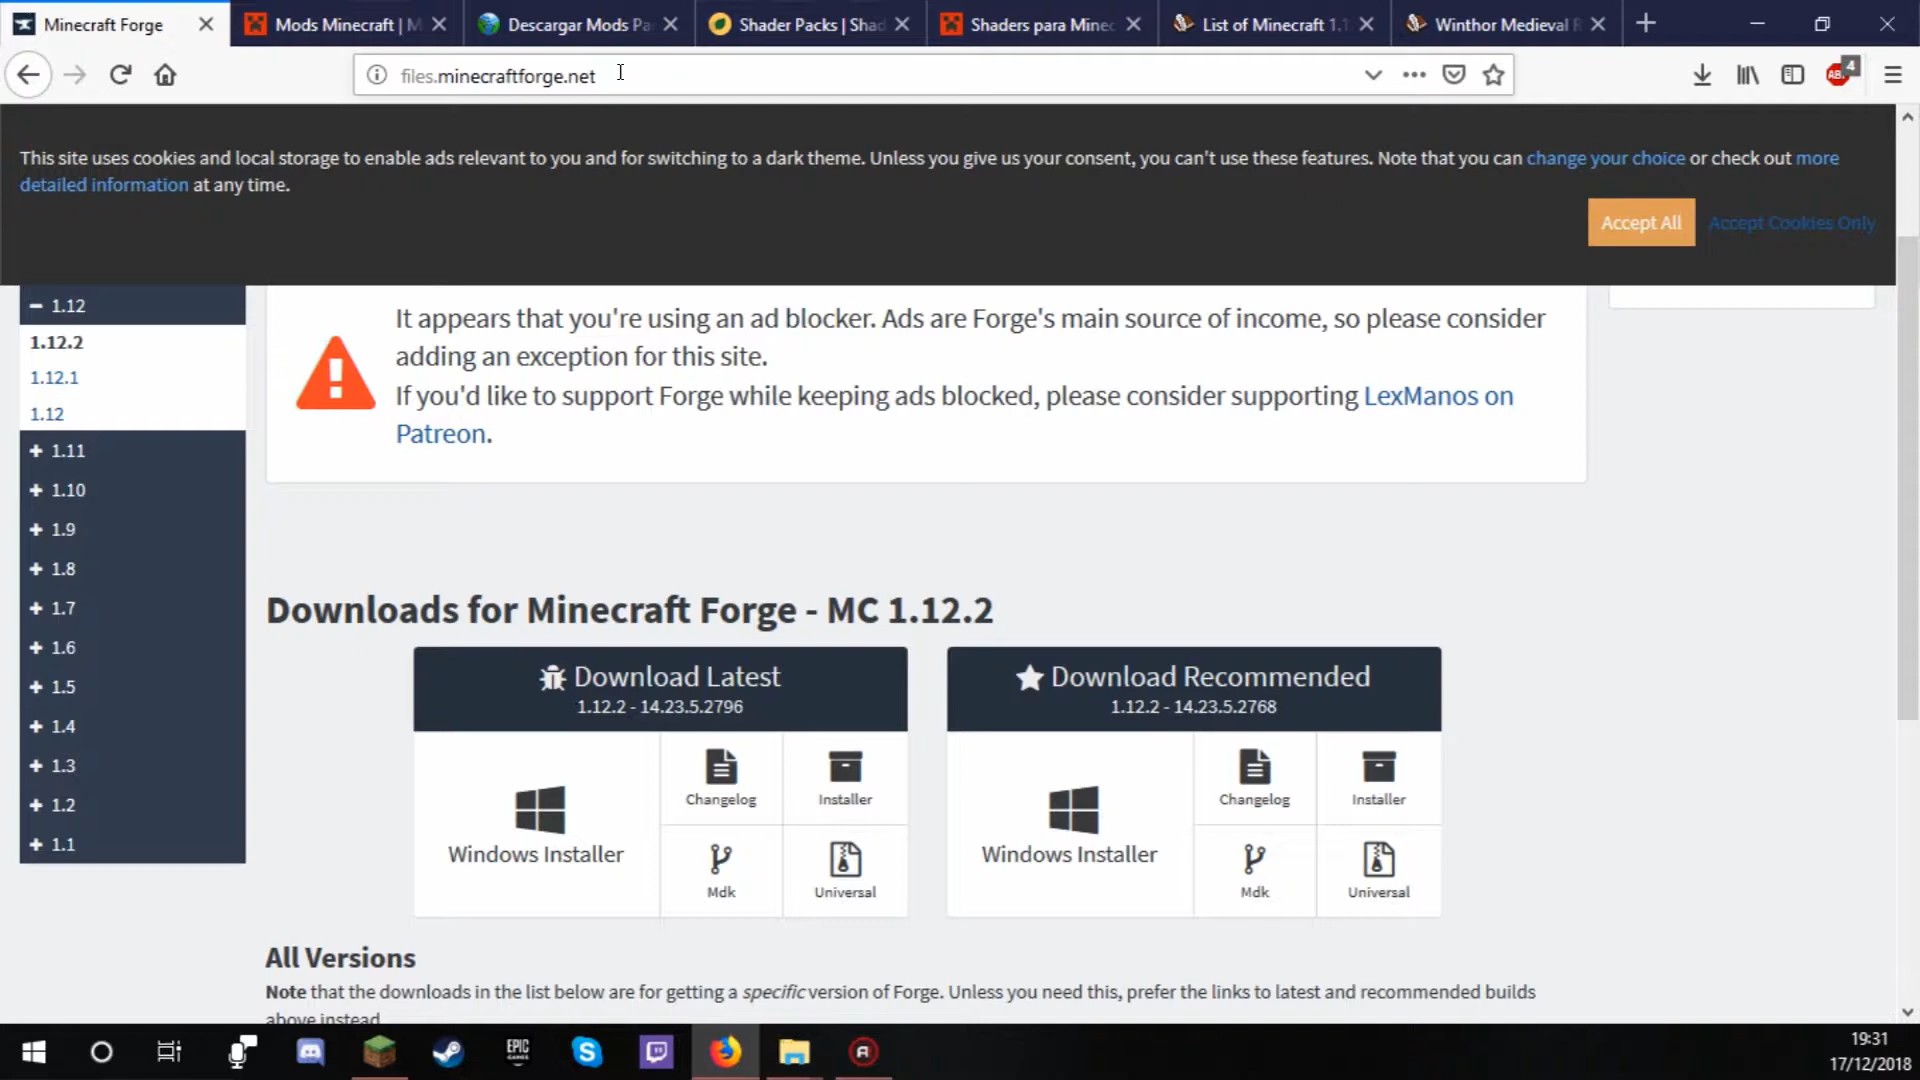 Minecraft Forge
Mods Minecraft | M
Descargar Mods Pa
Shader Packs | Shad
Shaders para Minec
List of Minecraft 1.1
Winthor Medieval
files.minecraftforge.net
4
This site uses cookies and local storage to enable ads relevant to you and for switching to a dark theme. Unless you give us your consent, you can't use these features. Note that you can change your choice or check out more
detailed information at any time.
Accept All
Accept Cookies Only
1.12
1.12.2
1.12.1
1.12
1.11
1.10
1.9
1.8
1.7
1.6
1.5
1.4
1.3
1.2
1.1
It appears that you're using an ad blocker. Ads are Forge's main source of income, so please consider
adding an exception for this site.
If you'd like to support Forge while keeping ads blocked, please consider supporting LexManos on
Patreon.
Downloads for Minecraft Forge - MC 1.12.2
Download Latest
1.12.2 - 14.23.5.2796
Windows Installer
Changelog
Installer
Mdk
Universal
Download Recommended
1.12.2 - 14.23.5.2768
Windows Installer
Changelog
Installer
Mdk
Universal
All Versions
Note that the downloads in the list below are for getting a specific version of Forge. Unless you need this, prefer the links to latest and recommended builds
above instead
EPIC
GAMES
19:31
17/12/2018